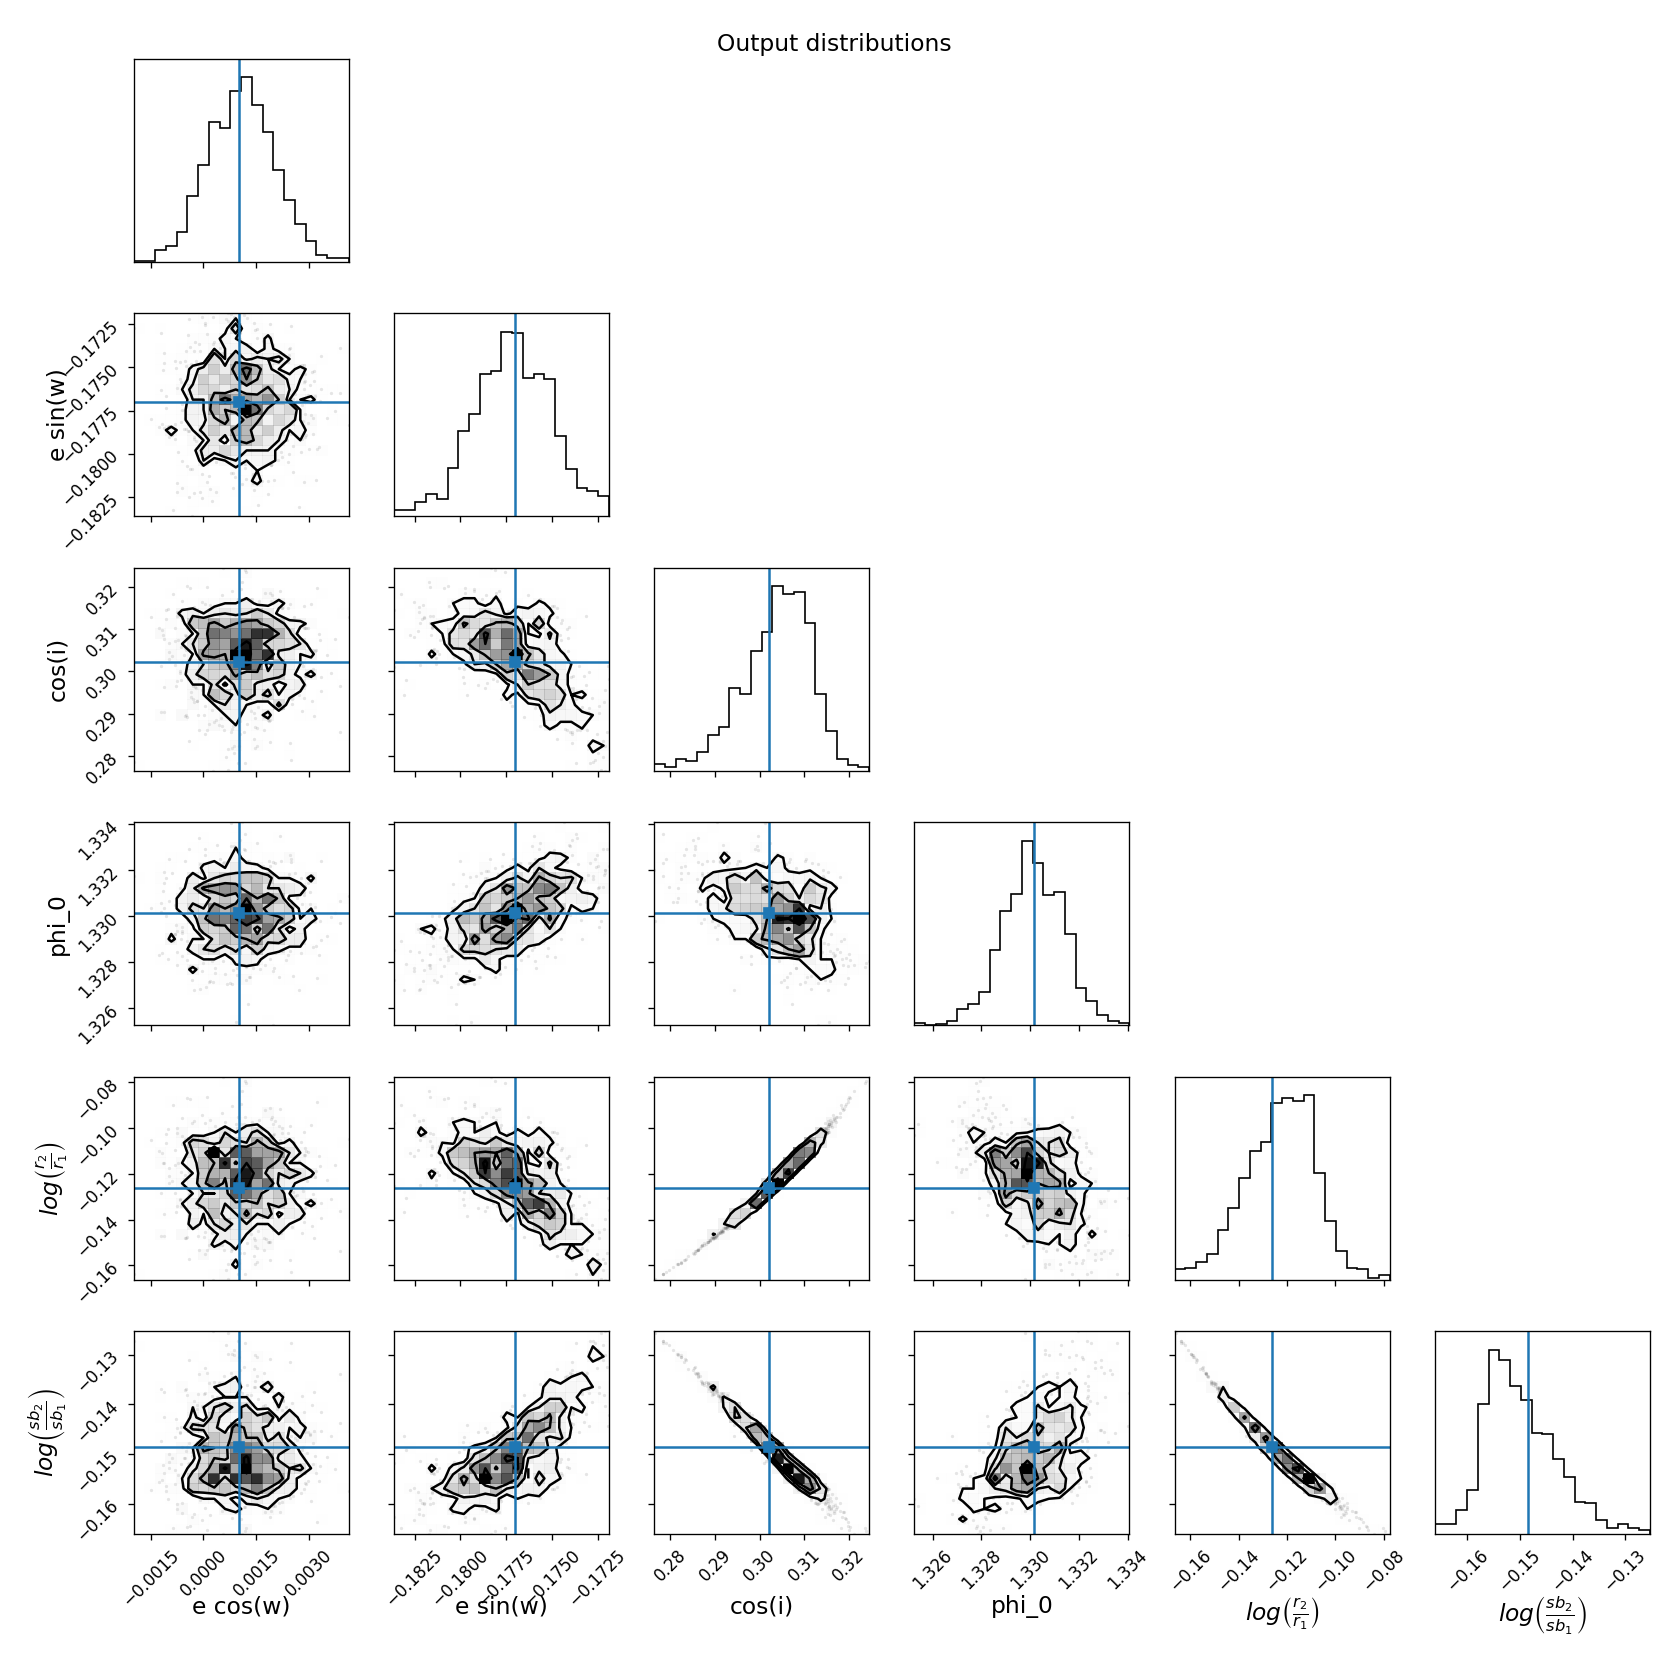 Output distributions
e sin(w)
−0.1725
−0.1750
−0.1775
−0.1800
−0.1825
cos(i)
0.32
0.31
0.30
0.29
0.28
phi_0
1.334
1.332
1.330
1.328
1.326
log(r₂/r₁)
−0.08
−0.10
−0.12
−0.14
−0.16
log(sb₂/sb₁)
−0.13
−0.14
−0.15
−0.16
−0.0015 0.0000 0.0015 0.0030
e cos(w)
−0.1825 −0.1800 −0.1775 −0.1750 −0.1725
e sin(w)
0.28 0.29 0.30 0.31 0.32
cos(i)
1.326 1.328 1.330 1.332 1.334
phi_0
−0.16 −0.14 −0.12 −0.10 −0.08
log(r₂/r₁)
−0.16 −0.15 −0.14 −0.13
log(sb₂/sb₁)